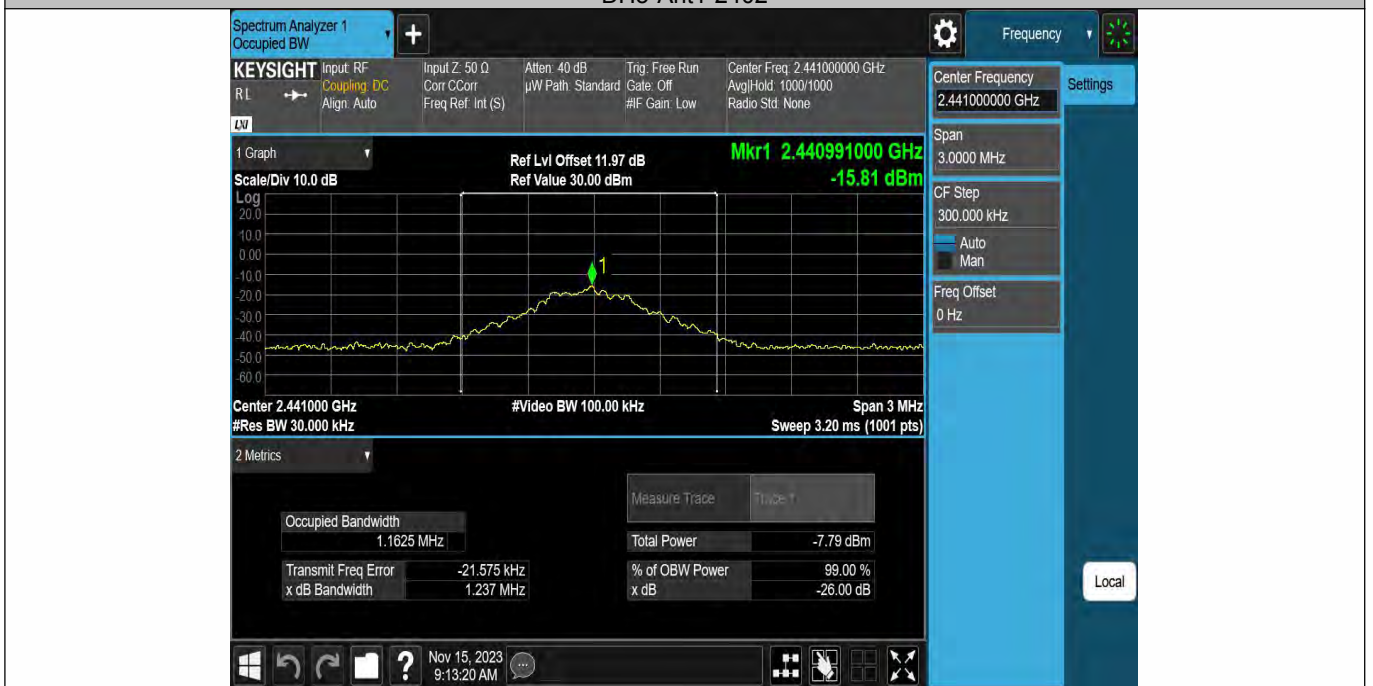 Spectrum Analyzer 1
Occupied BW
Frequency
KEYSIGHT
RL
LXI
Input: RF
Coupling: DC
Align: Auto
Input Z: 50 Ω
Corr CCorr
Freq Ref: Int (S)
Atten: 40 dB
µW Path: Standard
Trig: Free Run
Gate: Off
#IF Gain: Low
Center Freq: 2.441000000 GHz
Avg|Hold: 1000/1000
Radio Std: None
Center Frequency
2.441000000 GHz
Settings
Span
3.0000 MHz
CF Step
300.000 kHz
Auto
Man
Freq Offset
0 Hz
Local
1 Graph
Scale/Div 10.0 dB
Ref Lvl Offset 11.97 dB
Ref Value 30.00 dBm
Mkr1 2.440991000 GHz
-15.81 dBm
Log
20.0
10.0
0.00
-10.0
-20.0
-30.0
-40.0
-50.0
-60.0
1
Center 2.441000 GHz
#Video BW 100.00 kHz
Span 3 MHz
#Res BW 30.000 kHz
Sweep 3.20 ms (1001 pts)
2 Metrics
Measure Trace
Trace 1
Occupied Bandwidth
1.1625 MHz
Total Power
-7.79 dBm
Transmit Freq Error
-21.575 kHz
% of OBW Power
99.00 %
x dB Bandwidth
1.237 MHz
x dB
-26.00 dB
?
Nov 15, 2023
9:13:20 AM